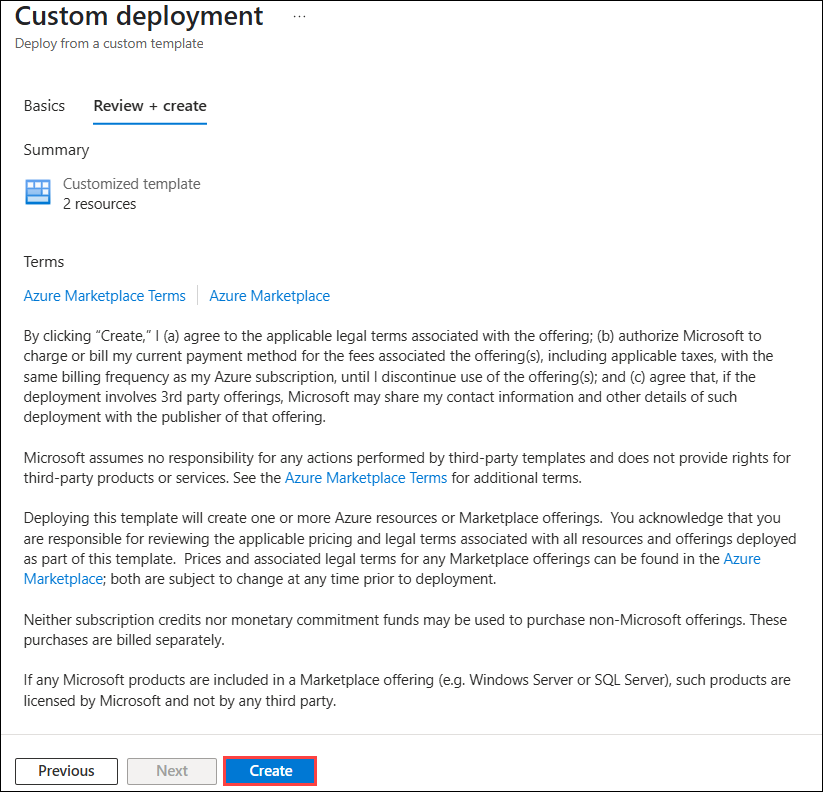 Custom deployment ...
Deploy from a custom template
Basics Review + create
Summary
Customized template
2 resources
Terms
Azure Marketplace Terms Azure Marketplace
By clicking “Create,” I (a) agree to the applicable legal terms associated with the offering; (b) authorize Microsoft to
charge or bill my current payment method for the fees associated the offering(s), including applicable taxes, with the
same billing frequency as my Azure subscription, until I discontinue use of the offering(s); and (c) agree that, if the
deployment involves 3rd party offerings, Microsoft may share my contact information and other details of such
deployment with the publisher of that offering.
Microsoft assumes no responsibility for any actions performed by third-party templates and does not provide rights for
third-party products or services. See the Azure Marketplace Terms for additional terms.
Deploying this template will create one or more Azure resources or Marketplace offerings.  You acknowledge that you
are responsible for reviewing the applicable pricing and legal terms associated with all resources and offerings deployed
as part of this template.  Prices and associated legal terms for any Marketplace offerings can be found in the Azure
Marketplace; both are subject to change at any time prior to deployment.
Neither subscription credits nor monetary commitment funds may be used to purchase non-Microsoft offerings. These
purchases are billed separately.
If any Microsoft products are included in a Marketplace offering (e.g. Windows Server or SQL Server), such products are
licensed by Microsoft and not by any third party.
Previous Next Create